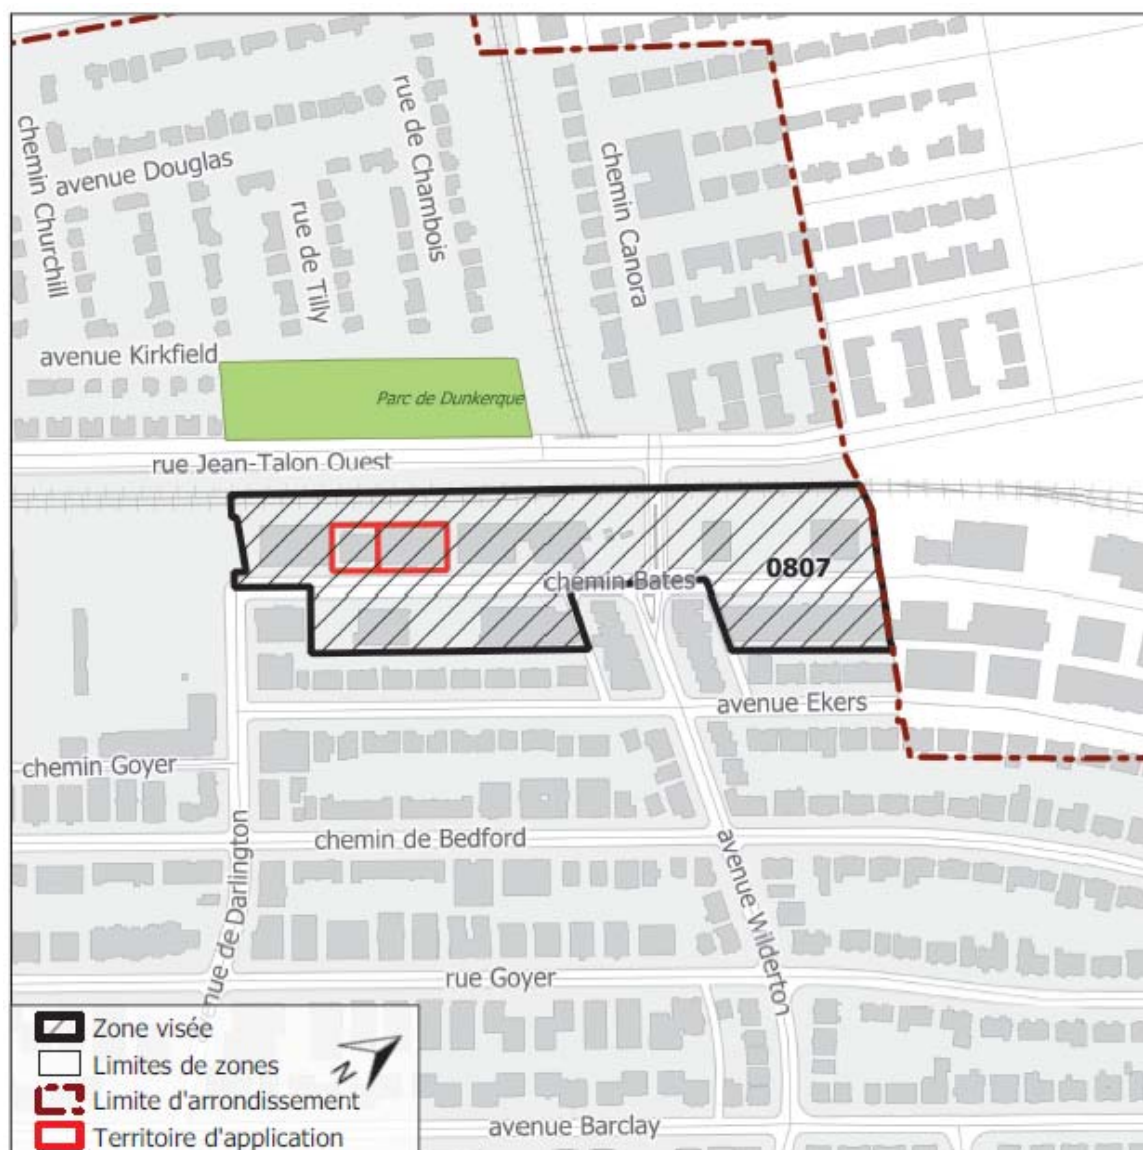 chemin Churchill
avenue Douglas
rue de Tilly
rue de Chambois
chemin Canora
avenue Kirkfield
Parc de Dunkerque
rue Jean-Talon Ouest
chemin Bates
0807
avenue Ekers
chemin Goyer
chemin de Bedford
nue de Darlington
avenue Wilderton
rue Goyer
avenue Barclay
Zone visée
Limites de zones
N
Limite d'arrondissement
Territoire d'application